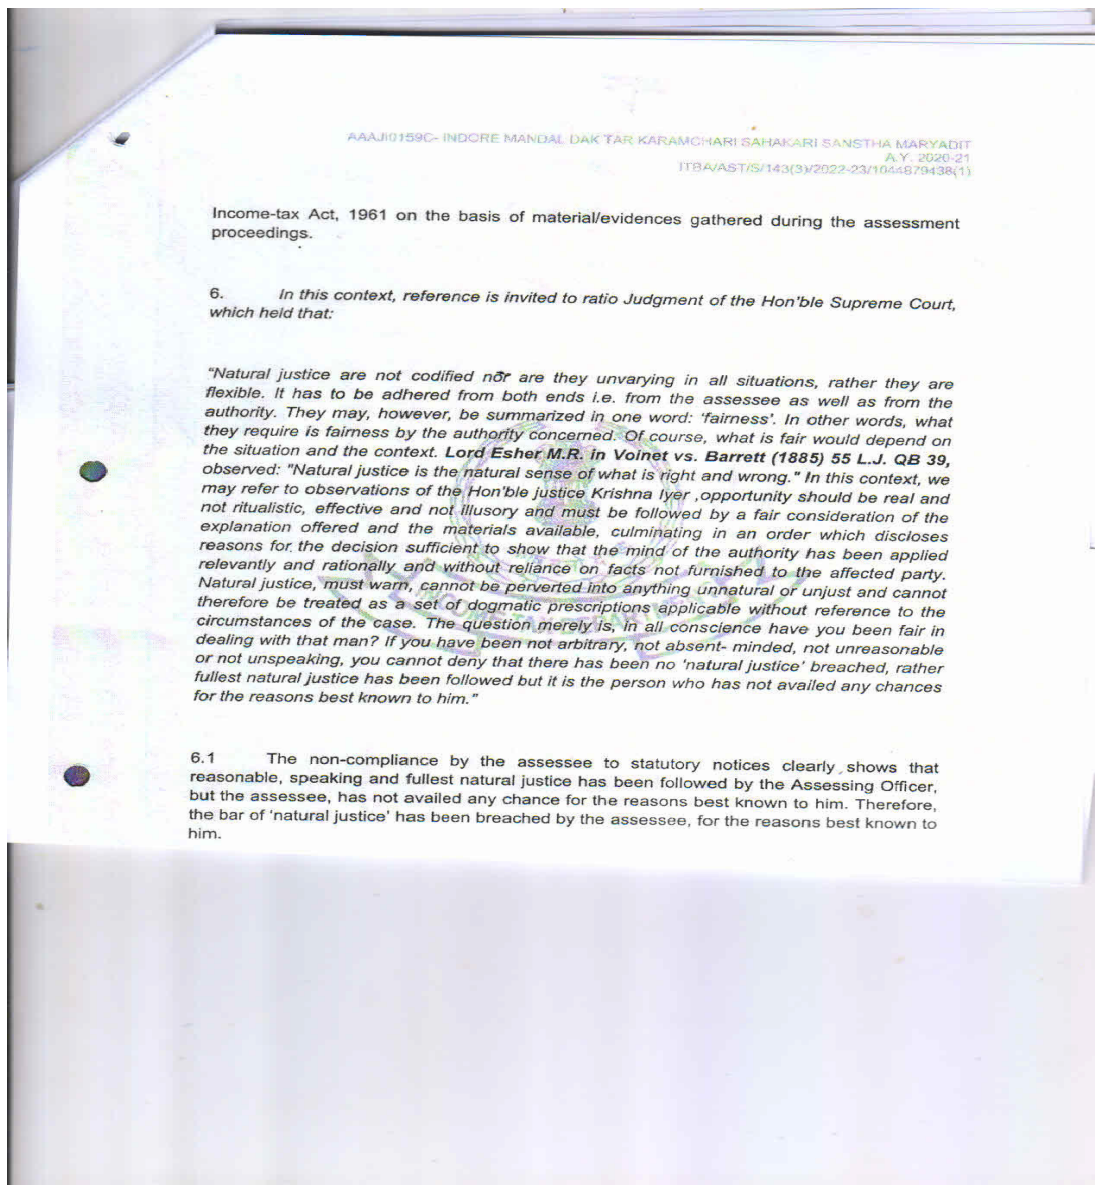 AAAJI0159C- INDORE MANDAL DAK TAR KARAMCHARI SAHAKARI SANSTHA MARYADIT
A.Y. 2020-21
ITBA/AST/S/143(3)/2022-23/1044879438(1)
Income-tax Act, 1961 on the basis of material/evidences gathered during the assessment
proceedings.
6. In this context, reference is invited to ratio Judgment of the Hon'ble Supreme Court,
which held that:
"Natural justice are not codified nor are they unvarying in all situations, rather they are
flexible. It has to be adhered from both ends i.e. from the assessee as well as from the
authority. They may, however, be summarized in one word: 'fairness'. In other words, what
they require is fairness by the authority concerned. Of course, what is fair would depend on
the situation and the context. Lord Esher M.R. in Voinet vs. Barrett (1885) 55 L.J. QB 39,
observed: "Natural justice is the natural sense of what is right and wrong." In this context, we
may refer to observations of the Hon'ble justice Krishna Iyer ,opportunity should be real and
not ritualistic, effective and not illusory and must be followed by a fair consideration of the
explanation offered and the materials available, culminating in an order which discloses
reasons for the decision sufficient to show that the mind of the authority has been applied
relevantly and rationally and without reliance on facts not furnished to the affected party.
Natural justice, must warn, cannot be perverted into anything unnatural or unjust and cannot
therefore be treated as a set of dogmatic prescriptions applicable without reference to the
circumstances of the case. The question merely is, in all conscience have you been fair in
dealing with that man? If you have been not arbitrary, not absent- minded, not unreasonable
or not unspeaking, you cannot deny that there has been no 'natural justice' breached, rather
fullest natural justice has been followed but it is the person who has not availed any chances
for the reasons best known to him."
INCOME TAX DEPARTMENT
6.1 The non-compliance by the assessee to statutory notices clearly shows that
reasonable, speaking and fullest natural justice has been followed by the Assessing Officer,
but the assessee, has not availed any chance for the reasons best known to him. Therefore,
the bar of 'natural justice' has been breached by the assessee, for the reasons best known to
him.